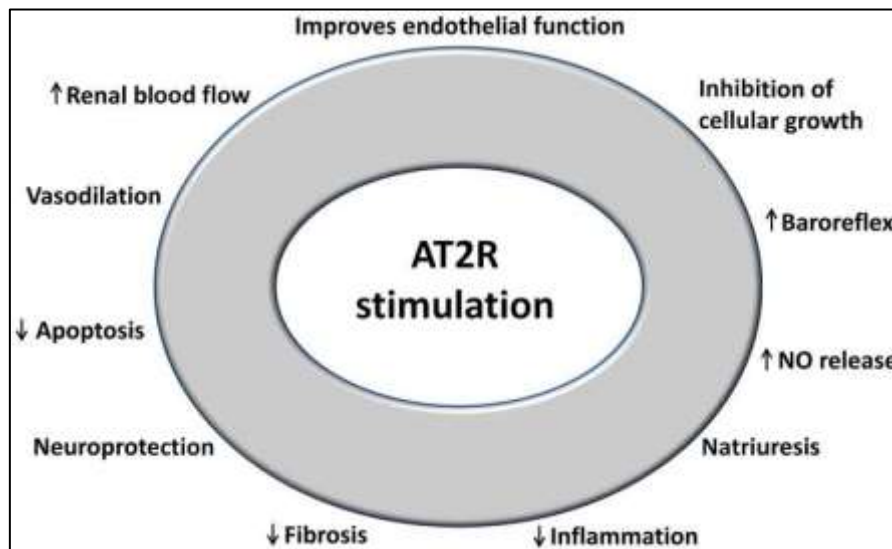 Improves endothelial function
↑Renal blood flow
Inhibition of
cellular growth
Vasodilation
↑Baroreflex
AT2R
stimulation
↓ Apoptosis
↑NO release
Neuroprotection
Natriuresis
↓Fibrosis
↓Inflammation